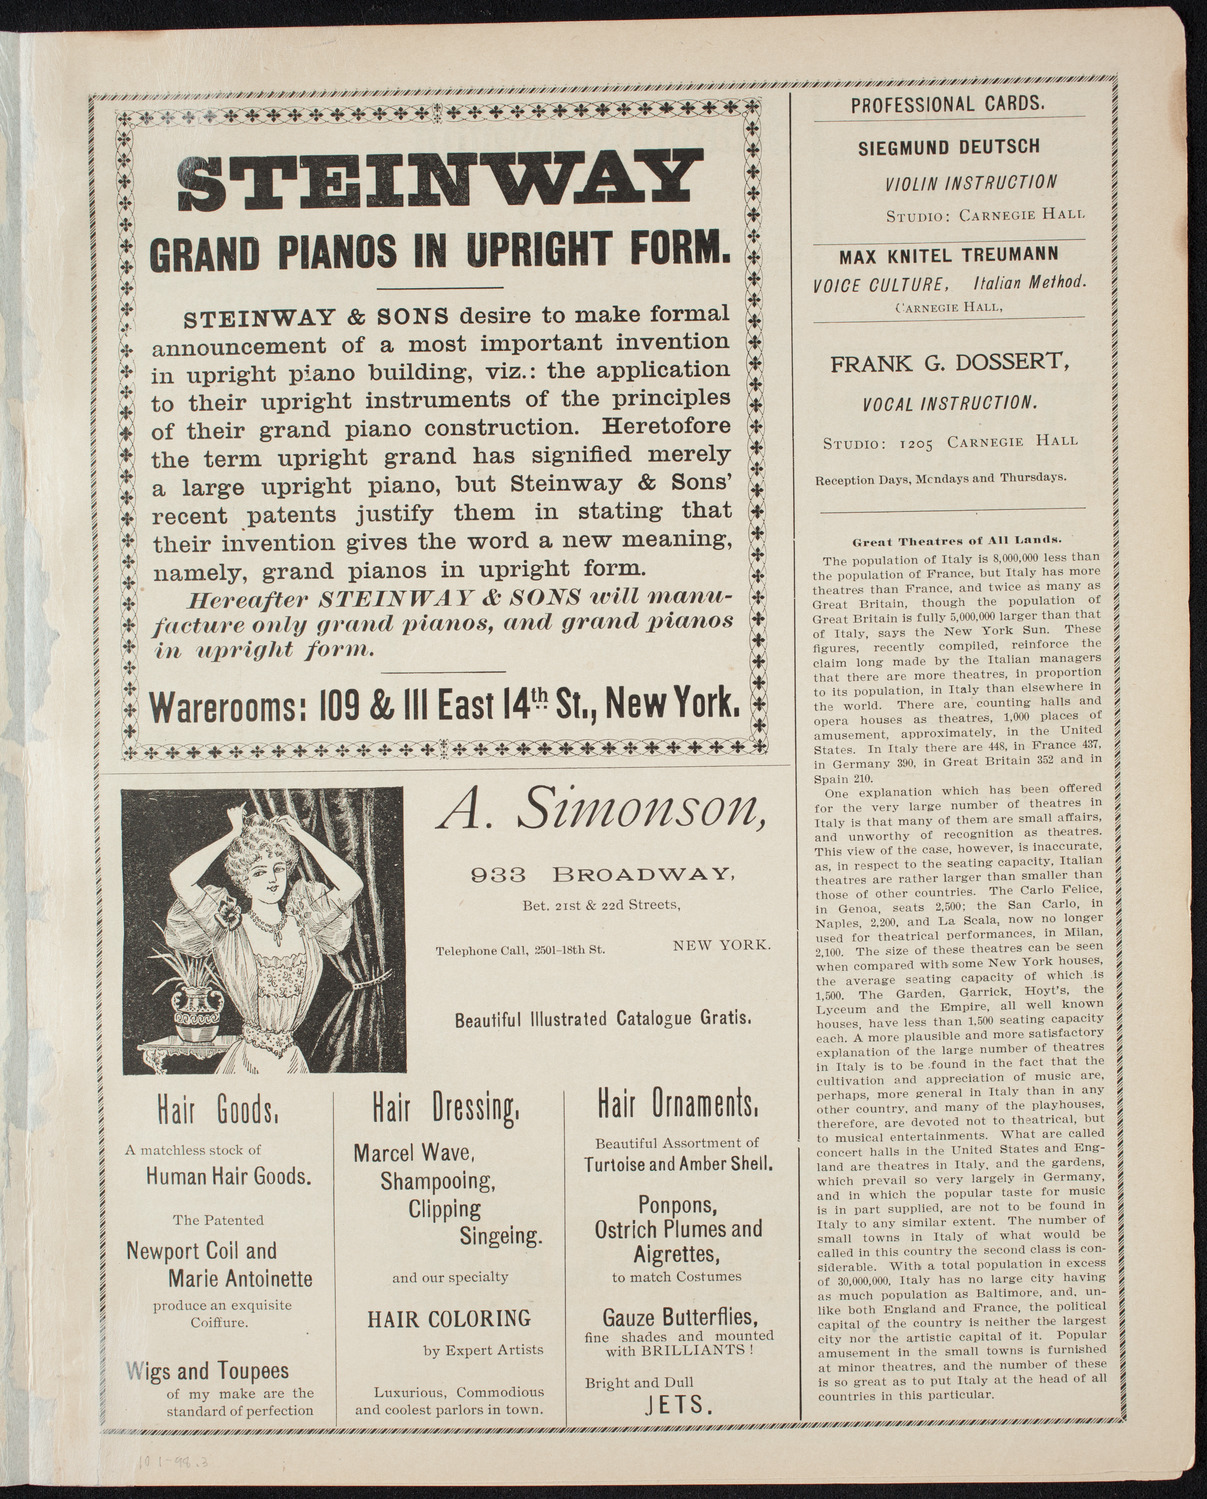 STEINWAY
GRAND PIANOS IN UPRIGHT FORM.
STEINWAY & SONS desire to make formal
announcement of a most important invention
in upright piano building, viz.: the application
to their upright instruments of the principles
of their grand piano construction. Heretofore
the term upright grand has signified merely
a large upright piano, but Steinway & Sons'
recent patents justify them in stating that
their invention gives the word a new meaning,
namely, grand pianos in upright form.
Hereafter STEINWAY & SONS will manu-
facture only grand pianos, and grand pianos
in upright form.
Warerooms: 109 & 111 East 14th St., New York.
A. Simonson,
933 BROADWAY,
Bet. 21st & 22d Streets,
Telephone Call, 2501-18th St. NEW YORK.
Beautiful Illustrated Catalogue Gratis.
Hair Goods,
A matchless stock of
Human Hair Goods.
The Patented
Newport Coil and
Marie Antoinette
produce an exquisite
Coiffure.
Wigs and Toupees
of my make are the
standard of perfection
Hair Dressing,
Marcel Wave,
Shampooing,
Clipping
Singeing.
and our specialty
HAIR COLORING
by Expert Artists
Luxurious, Commodious
and coolest parlors in town.
Hair Ornaments,
Beautiful Assortment of
Turtoise and Amber Shell.
Ponpons,
Ostrich Plumes and
Aigrettes,
to match Costumes
Gauze Butterflies,
fine shades and mounted
with BRILLIANTS !
Bright and Dull
JETS.
PROFESSIONAL CARDS.
SIEGMUND DEUTSCH
VIOLIN INSTRUCTION
STUDIO: CARNEGIE HALL
MAX KNITEL TREUMANN
VOICE CULTURE, Italian Method.
CARNEGIE HALL,
FRANK G. DOSSERT,
VOCAL INSTRUCTION.
STUDIO: 1205 CARNEGIE HALL
Reception Days, Mondays and Thursdays.
Great Theatres of All Lands.
The population of Italy is 8,000,000 less than
the population of France, but Italy has more
theatres than France, and twice as many as
Great Britain, though the population of
Great Britain is fully 5,000,000 larger than that
of Italy, says the New York Sun. These
figures, recently compiled, reinforce the
claim long made by the Italian managers
that there are more theatres, in proportion
to its population, in Italy than elsewhere in
the world. There are, counting halls and
opera houses as theatres, 1,000 places of
amusement, approximately, in the United
States. In Italy there are 448, in France 437,
in Germany 390, in Great Britain 352 and in
Spain 210.
One explanation which has been offered
for the very large number of theatres in
Italy is that many of them are small affairs,
and unworthy of recognition as theatres.
This view of the case, however, is inaccurate,
as, in respect to the seating capacity, Italian
theatres are rather larger than smaller than
those of other countries. The Carlo Felice,
in Genoa, seats 2,500; the San Carlo, in
Naples, 2,200, and La Scala, now no longer
used for theatrical performances, in Milan,
2,100. The size of these theatres can be seen
when compared with some New York houses,
the average seating capacity of which is
1,500. The Garden, Garrick, Hoyt's, the
Lyceum and the Empire, all well known
houses, have less than 1,500 seating capacity
each. A more plausible and more satisfactory
explanation of the large number of theatres
in Italy is to be found in the fact that the
cultivation and appreciation of music are,
perhaps, more general in Italy than in any
other country, and many of the playhouses,
therefore, are devoted not to theatrical, but
to musical entertainments. What are called
concert halls in the United States and Eng-
land are theatres in Italy, and the gardens,
which prevail so very largely in Germany,
and in which the popular taste for music
is in part supplied, are not to be found in
Italy to any similar extent. The number of
small towns in Italy of what would be
called in this country the second class is con-
siderable. With a total population in excess
of 30,000,000, Italy has no large city having
as much population as Baltimore, and, un-
like both England and France, the political
capital of the country is neither the largest
city nor the artistic capital of it. Popular
amusement in the small towns is furnished
at minor theatres, and the number of these
is so great as to put Italy at the head of all
countries in this particular.